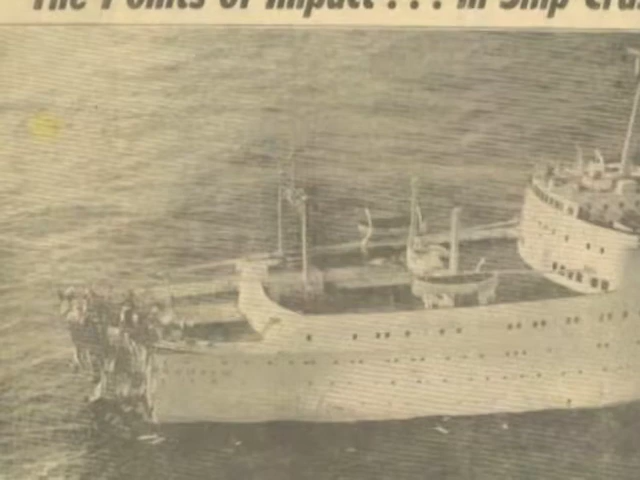 The Points of Impact . . . in Ship